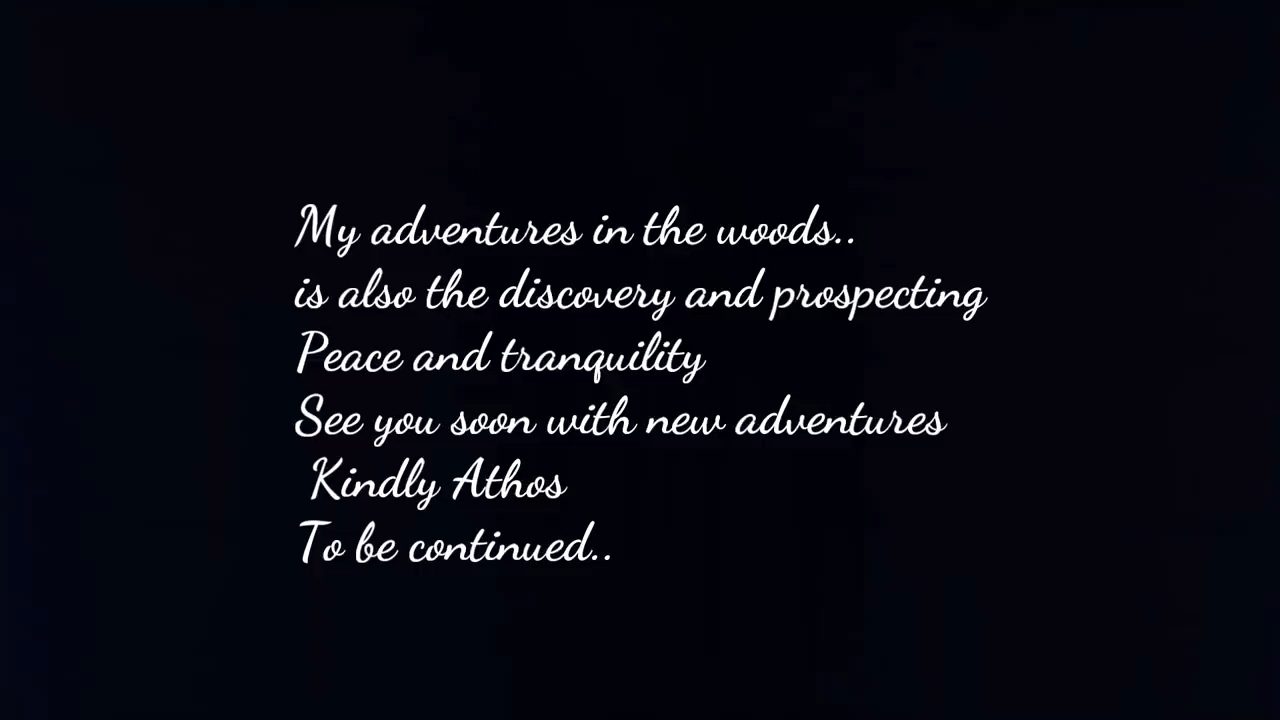 My adventures in the woods..
is also the discovery and prospecting
Peace and tranquility
See you soon with new adventures
Kindly Athos
To be continued..